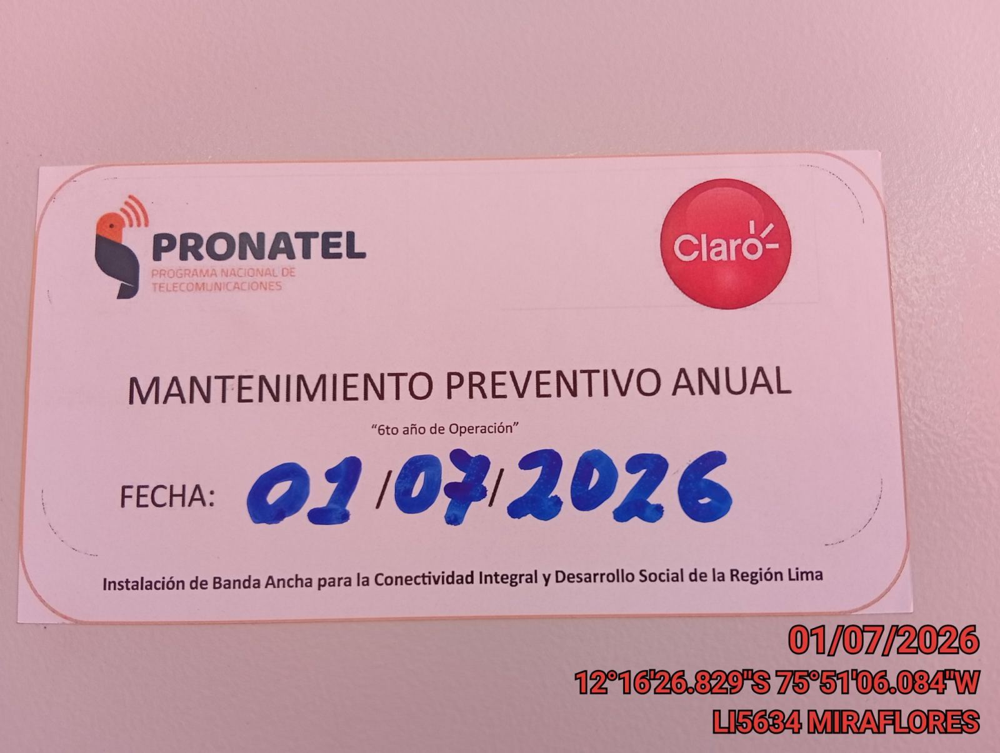 PRONATEL
PROGRAMA NACIONAL DE
TELECOMUNICACIONES
Claro
MANTENIMIENTO PREVENTIVO ANUAL
“6to año de Operación”
FECHA: 01/07/2026
Instalación de Banda Ancha para la Conectividad Integral y Desarrollo Social de la Región Lima
01/07/2026
12°16'26.829"S 75°51'06.084"W
LI5634 MIRAFLORES